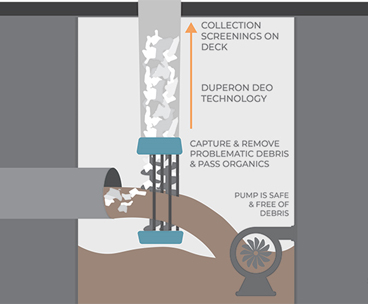 COLLECTION
SCREENINGS ON
DECK
DUPERON DEO
TECHNOLOGY
CAPTURE & REMOVE
PROBLEMATIC DEBRIS
& PASS ORGANICS
PUMP IS SAFE
& FREE OF
DEBRIS